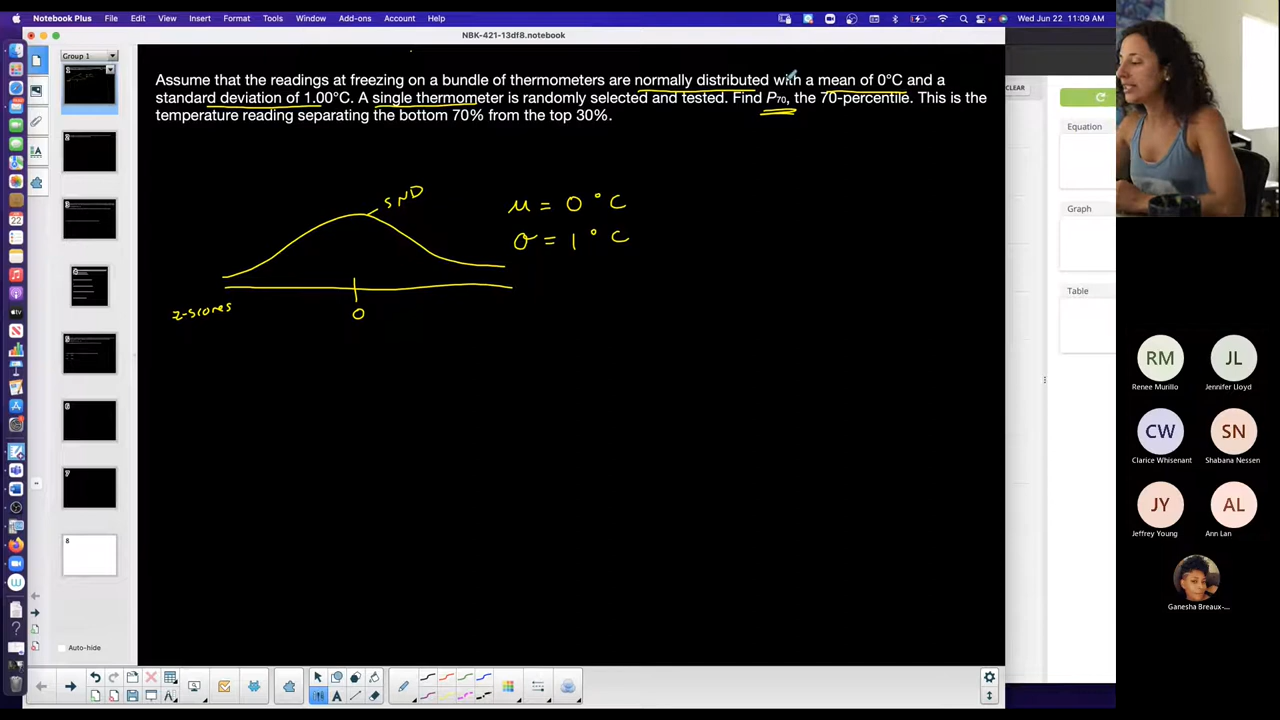 Notebook Plus File Edit View Insert Format Tools Window Add-ons Account Help Wed Jun 22 11:09 AM
NBK-421-13df8.notebook
Group 1
Assume that the readings at freezing on a bundle of thermometers are normally distributed with a mean of 0°C and a
standard deviation of 1.00°C. A single thermometer is randomly selected and tested. Find P70, the 70-percentile. This is the
temperature reading separating the bottom 70% from the top 30%.
SND
μ = 0 °C
σ = 1 °C
z-scores
0
CLEAR
Equation
Graph
Table
RM JL
Renee Murillo Jennifer Lloyd
CW SN
Clarice Whisenant Shabana Nessen
JY AL
Jeffrey Young Ann Lan
Ganesha Breaux-...
6
7
8
Auto-hide